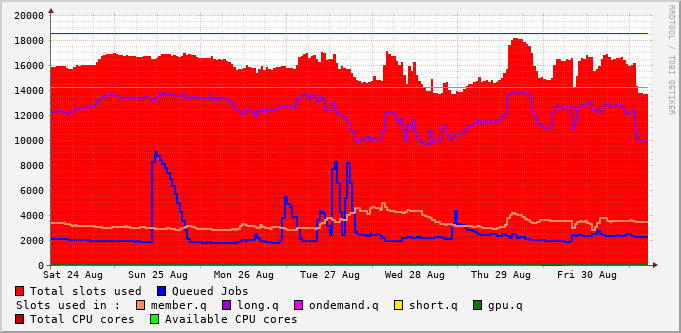 20000
18000
16000
14000
12000
10000
8000
6000
4000
2000
0
Sat 24 Aug Sun 25 Aug Mon 26 Aug Tue 27 Aug Wed 28 Aug Thu 29 Aug Fri 30 Aug
Total slots used Queued Jobs
Slots used in : member.q long.q ondemand.q short.q gpu.q
Total CPU cores Available CPU cores
RRDTOOL / TOBI OETIKER